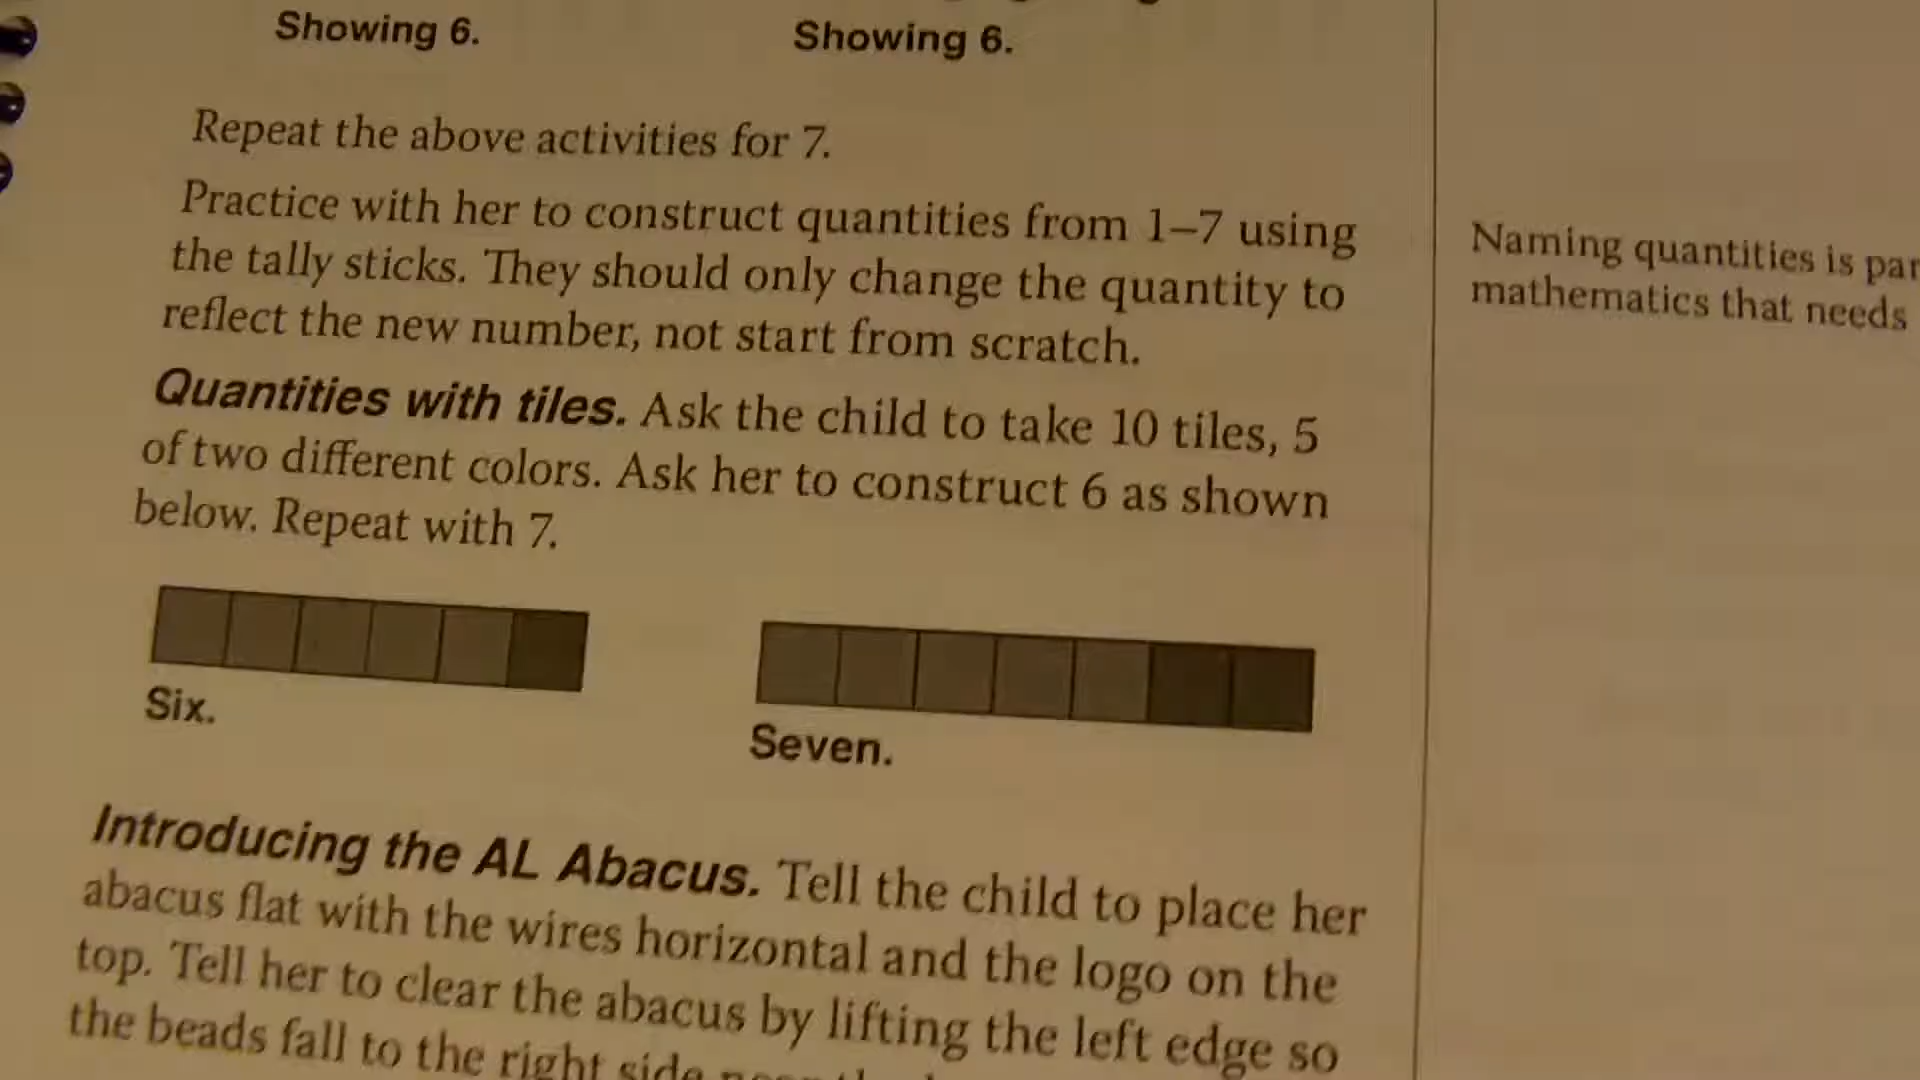 Showing 6.
Showing 6.
Repeat the above activities for 7.
Practice with her to construct quantities from 1–7 using
the tally sticks. They should only change the quantity to
reflect the new number, not start from scratch.
Quantities with tiles. Ask the child to take 10 tiles, 5
of two different colors. Ask her to construct 6 as shown
below. Repeat with 7.
Six.
Seven.
Introducing the AL Abacus. Tell the child to place her
abacus flat with the wires horizontal and the logo on the
top. Tell her to clear the abacus by lifting the left edge so
the beads fall to the right side
Naming quantities is
mathematics that needs